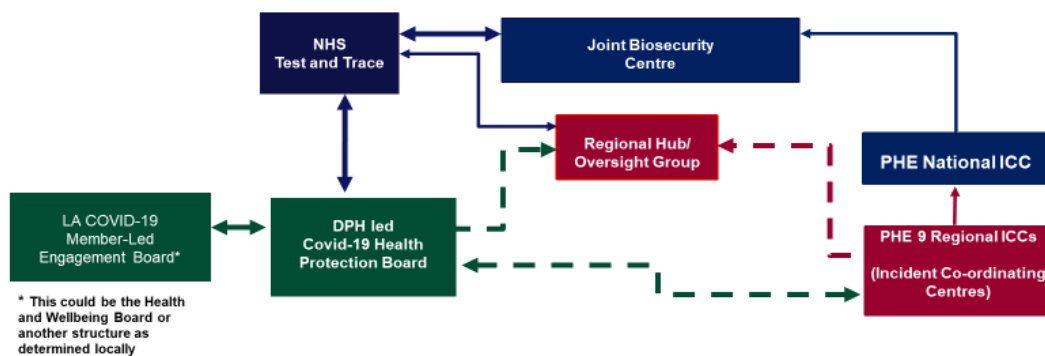 NHS
Test and Trace
Joint Biosecurity
Centre
Regional Hub/
Oversight Group
PHE National ICC
LA COVID-19
Member-Led
Engagement Board*
DPH led
Covid-19 Health
Protection Board
PHE 9 Regional ICCs
(Incident Co-ordinating
Centres)
* This could be the Health
and Wellbeing Board or
another structure as
determined locally